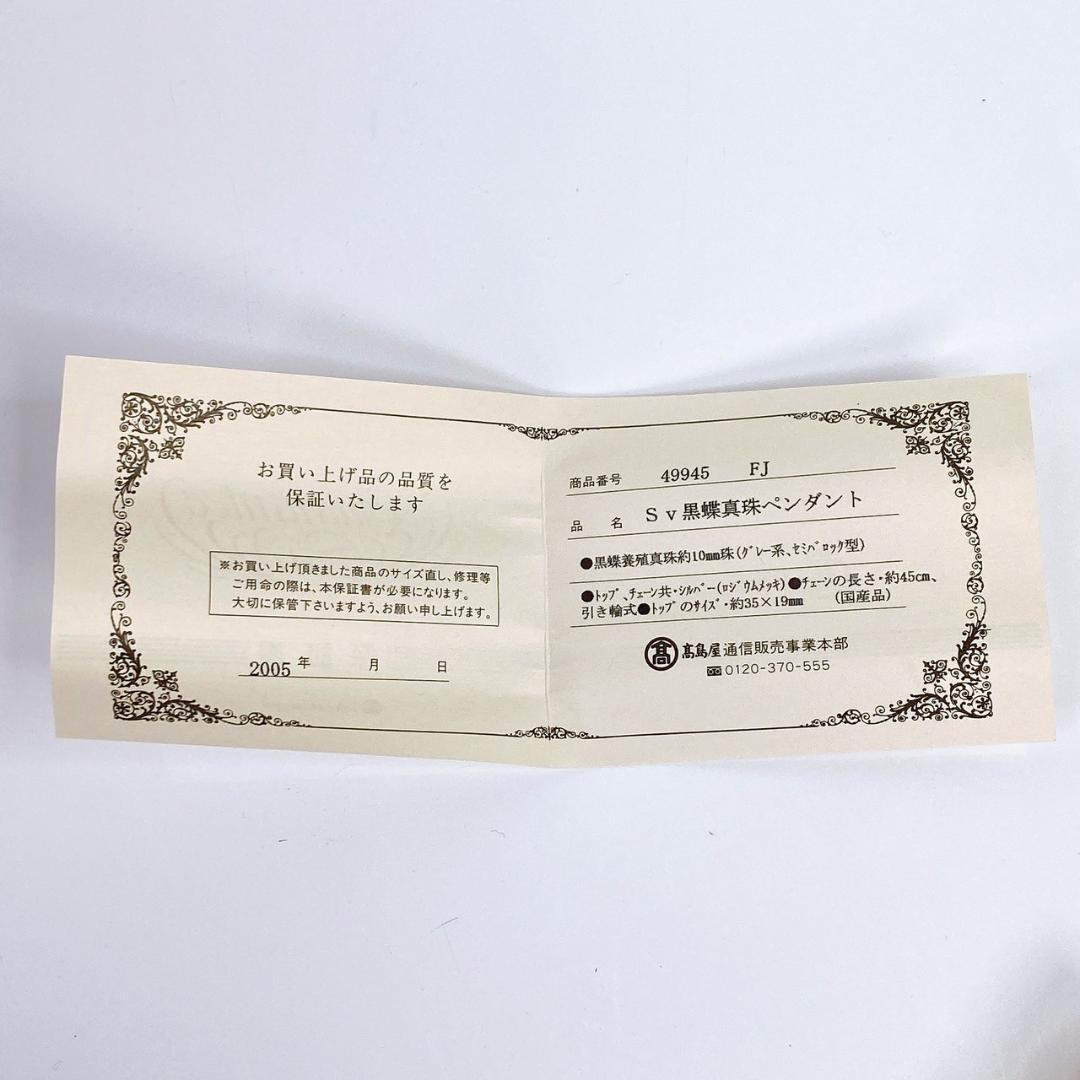 お買い上げ品の品質を
保証いたします
※お買い上げ頂きました商品のサイズ直し、修理等
ご用命の際は、本保証書が必要になります。
大切に保管下さいますよう、お願い申し上げます。
2005年 月 日
商品番号 49945 FJ
品 名 Sv黒蝶真珠ペンダント
●黒蝶養殖真珠約10mm珠(ｸﾞﾚｰ系、ｾﾐﾊﾞﾛｯｸ型)
●ﾄｯﾌﾟ、ﾁｪｰﾝ共・ｼﾙﾊﾞｰ(ﾛｼﾞｳﾑﾒｯｷ)●ﾁｪｰﾝの長さ・約45cm、
引き輪式●ﾄｯﾌﾟのｻｲｽﾞ・約35×19mm (国産品)
髙 髙島屋通信販売事業本部
0120-370-555